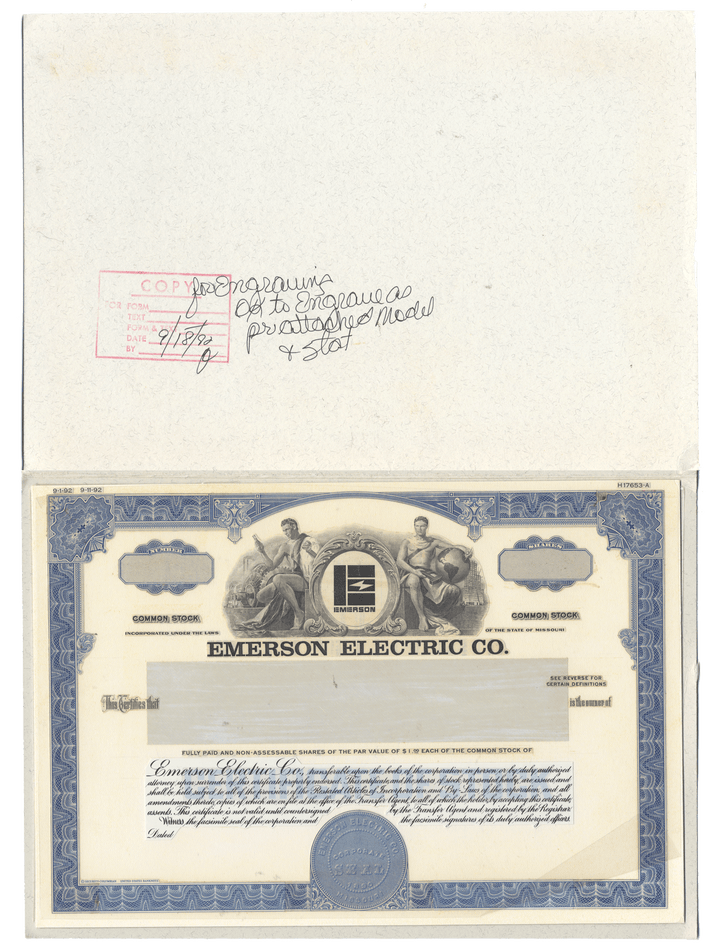 COPY
FOR FORM
TEXT
FORM & TEXT
DATE 9/18/92
BY
for Engraving
OK to Engrave as
pr attached Model
& Stat
9-1-92 9-11-92
H17653-A
NUMBER
SHARES
EMERSON
COMMON STOCK
COMMON STOCK
INCORPORATED UNDER THE LAWS
OF THE STATE OF MISSOURI
EMERSON ELECTRIC CO.
SEE REVERSE FOR
CERTAIN DEFINITIONS
This Certifies that
is the owner of
FULLY PAID AND NON-ASSESSABLE SHARES OF THE PAR VALUE OF $1.00 EACH OF THE COMMON STOCK OF
Emerson Electric Co., transferable upon the books of the corporation in person or by duly authorized
attorney upon surrender of this certificate properly endorsed. This certificate and the shares of stock represented hereby are issued and
shall be held subject to all of the provisions of the Restated Articles of Incorporation and By-Laws of the corporation, and all
amendments thereto, copies of which are on file at the office of the Transfer Agent, to all of which the holder, by accepting this certificate,
assents. This certificate is not valid until countersigned by the Transfer Agent and registered by the Registrar.
Witness the facsimile seal of the corporation and the facsimile signatures of its duly authorized officers.
Dated
EMERSON ELECTRIC CO.
CORPORATE
SEAL